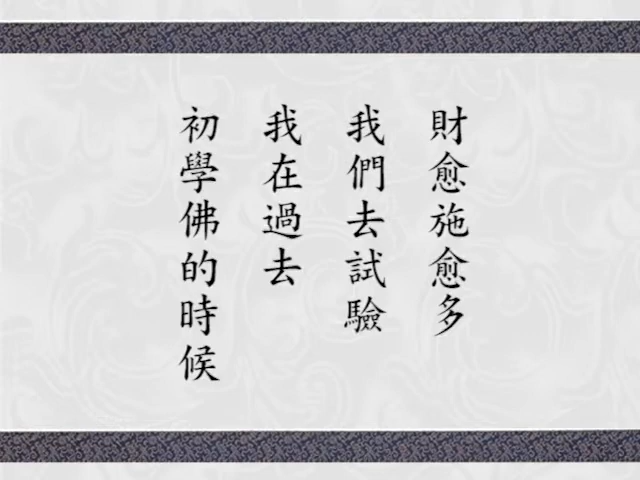 財愈施愈多
我們去試驗
我在過去
初學佛的時候